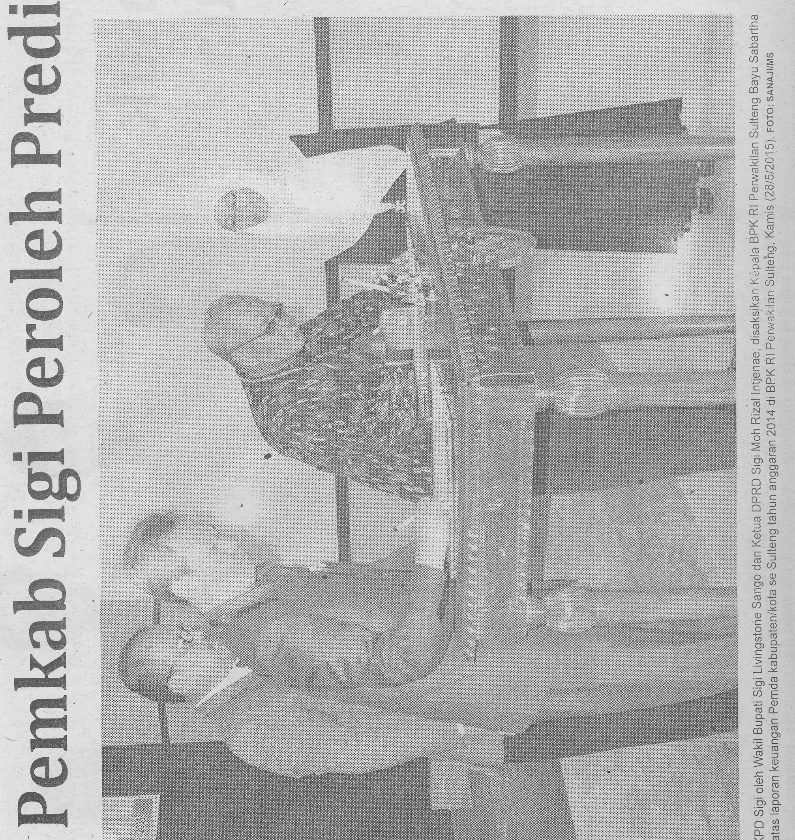 Pemkab Sigi Peroleh Predi
KPD Sigi oleh Wakil Bupati Sigi Livingstone Sango dan Ketua DPRD Sigi Moh Rizal Intjenae, disaksikan Kepala BPK RI Perwakilan Sulteng Bayu Sabartha
atas laporan keuangan Pemda kabupaten/kota se Sulteng tahun anggaran 2014 di BPK RI Perwakilan Sulteng, Kamis (28/5/2015). FOTO: SANAJI/MS